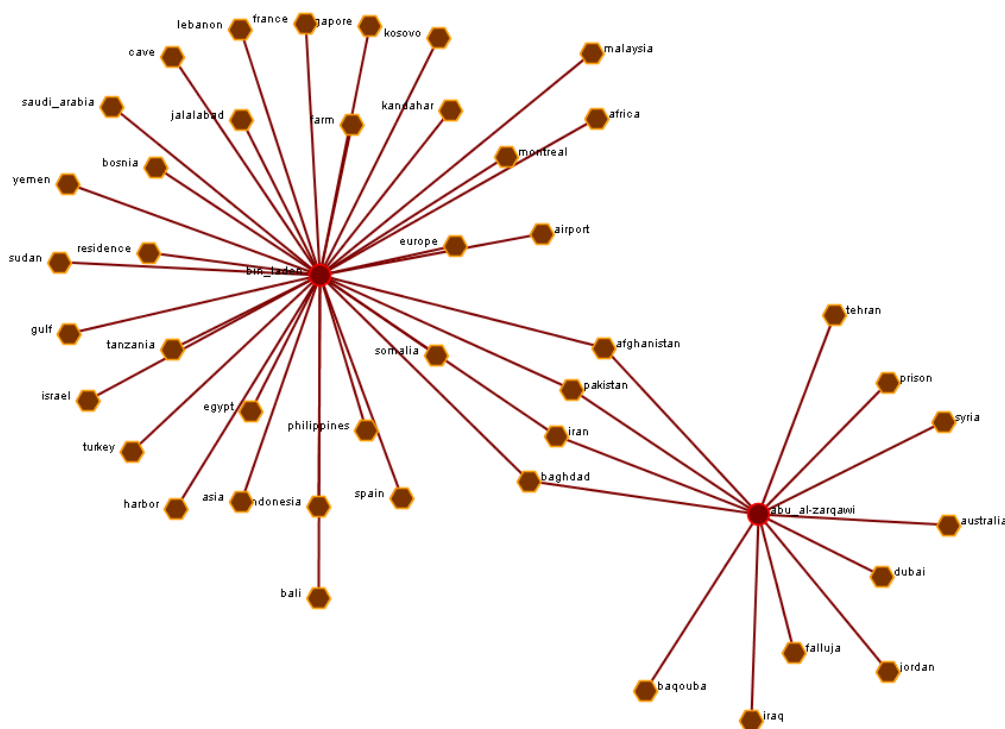 lebanon
france
gapore
kosovo
malaysia
cave
saudi_arabia
jalalabad
farm
kandahar
africa
bosnia
montreal
yemen
residence
europe
airport
sudan
bin_laden
tehran
gulf
tanzania
somalia
afghanistan
israel
pakistan
prison
egypt
philippines
iran
syria
turkey
baghdad
harbor
asia
ndonesia
spain
abu_al-zarqawi
australia
bali
dubai
falluja
jordan
baqouba
iraq